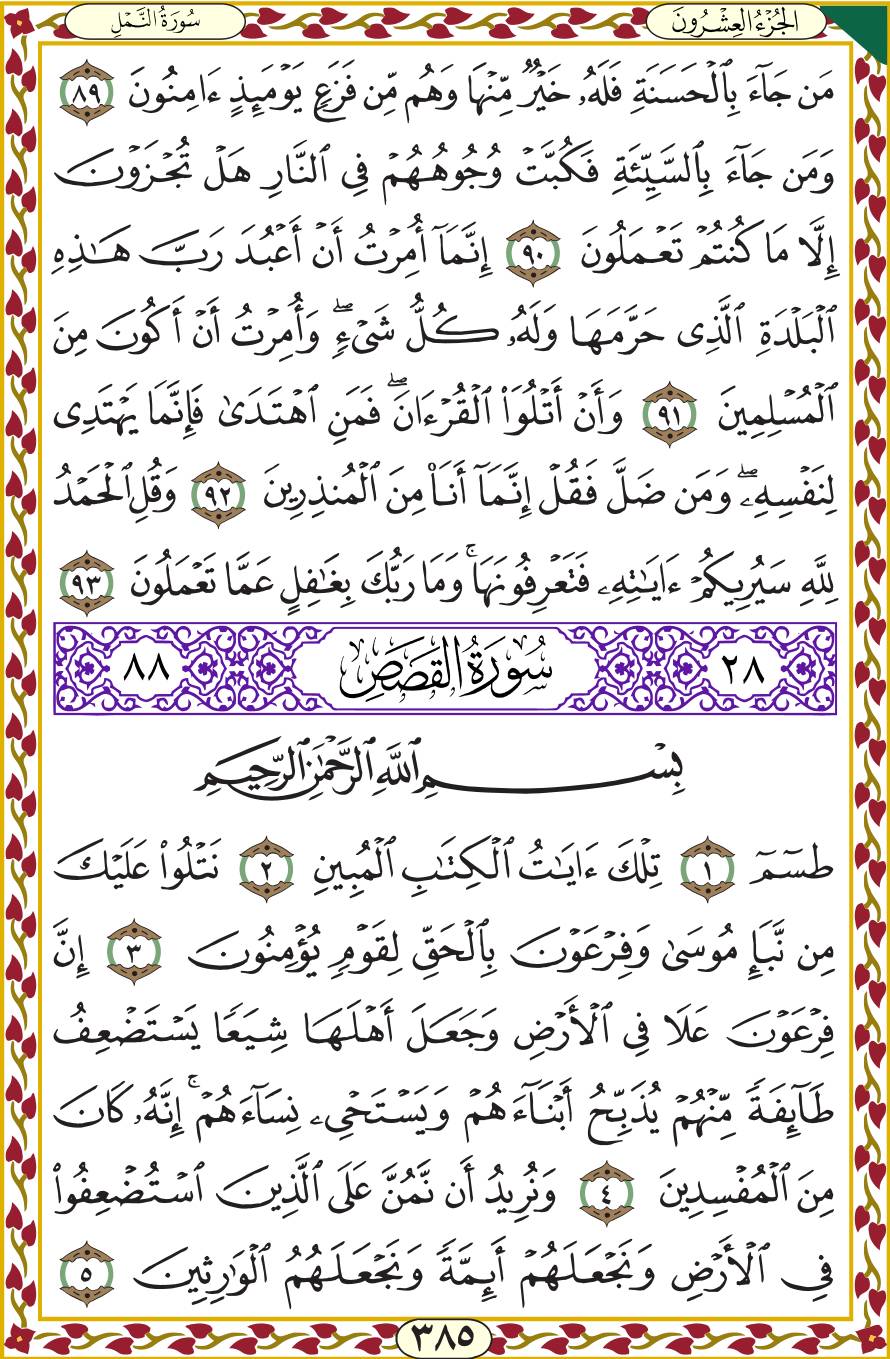 الجُزْءُ العِشْرُونَ
سُورَةُ النَّمْلِ
مَن جَآءَ بِٱلْحَسَنَةِ فَلَهُۥ خَيْرٌۭ مِّنْهَا وَهُم مِّن فَزَعٍۢ يَوْمَئِذٍ ءَامِنُونَ ٨٩
وَمَن جَآءَ بِٱلسَّيِّئَةِ فَكُبَّتْ وُجُوهُهُمْ فِى ٱلنَّارِ هَلْ تُجْزَوْنَ
إِلَّا مَا كُنتُمْ تَعْمَلُونَ ٩٠ إِنَّمَآ أُمِرْتُ أَنْ أَعْبُدَ رَبَّ هَـٰذِهِ
ٱلْبَلْدَةِ ٱلَّذِى حَرَّمَهَا وَلَهُۥ كُلُّ شَىْءٍۢ ۖ وَأُمِرْتُ أَنْ أَكُونَ مِنَ
ٱلْمُسْلِمِينَ ٩١ وَأَنْ أَتْلُوَا۟ ٱلْقُرْءَانَ ۖ فَمَنِ ٱهْتَدَىٰ فَإِنَّمَا يَهْتَدِى
لِنَفْسِهِۦ ۖ وَمَن ضَلَّ فَقُلْ إِنَّمَآ أَنَا۠ مِنَ ٱلْمُنذِرِينَ ٩٢ وَقُلِ ٱلْحَمْدُ
لِلَّهِ سَيُرِيكُمْ ءَايَـٰتِهِۦ فَتَعْرِفُونَهَا ۚ وَمَا رَبُّكَ بِغَـٰفِلٍ عَمَّا تَعْمَلُونَ ٩٣
٢٨ سُورَةُ القَصَصِ ٨٨
بِسْمِ ٱللَّهِ ٱلرَّحْمَـٰنِ ٱلرَّحِيمِ
طسٓمٓ ١ تِلْكَ ءَايَـٰتُ ٱلْكِتَـٰبِ ٱلْمُبِينِ ٢ نَتْلُوا۟ عَلَيْكَ
مِن نَّبَإِ مُوسَىٰ وَفِرْعَوْنَ بِٱلْحَقِّ لِقَوْمٍۢ يُؤْمِنُونَ ٣ إِنَّ
فِرْعَوْنَ عَلَا فِى ٱلْأَرْضِ وَجَعَلَ أَهْلَهَا شِيَعًۭا يَسْتَضْعِفُ
طَآئِفَةًۭ مِّنْهُمْ يُذَبِّحُ أَبْنَآءَهُمْ وَيَسْتَحْىِۦ نِسَآءَهُمْ ۚ إِنَّهُۥ كَانَ
مِنَ ٱلْمُفْسِدِينَ ٤ وَنُرِيدُ أَن نَّمُنَّ عَلَى ٱلَّذِينَ ٱسْتُضْعِفُوا۟
فِى ٱلْأَرْضِ وَنَجْعَلَهُمْ أَئِمَّةًۭ وَنَجْعَلَهُمُ ٱلْوَٰرِثِينَ ٥
٣٨٥